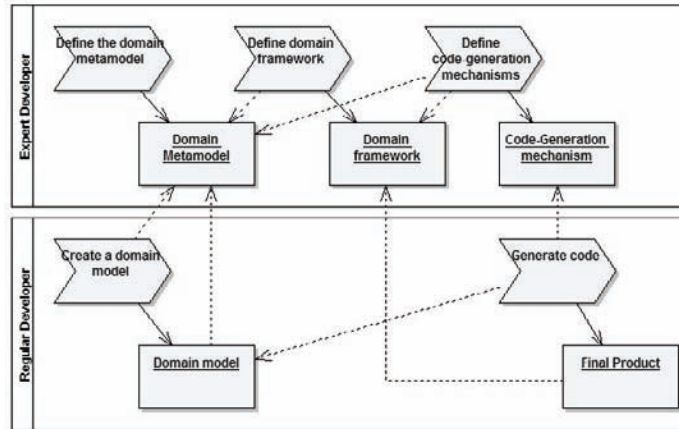 Expert Developer
Define the domain
metamodel
Define domain
framework
Define
code-generation
mechanisms
Domain
Metamodel
Domain
framework
Code-Generation
mechanism
Regular Developer
Create a domain
model
Generate code
Domain model
Final Product